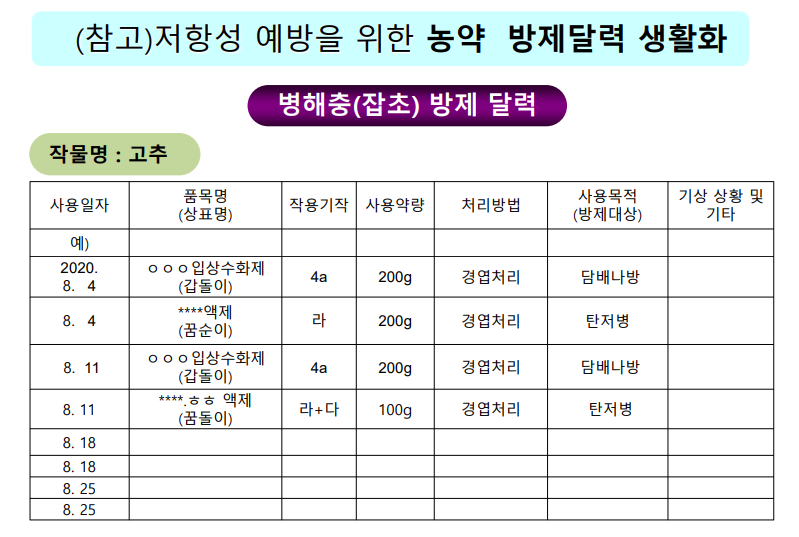 (참고)저항성 예방을 위한 농약 방제달력 생활화
병해충(잡초) 방제 달력
작물명 : 고추
사용일자 품목명 (상표명) 작용기작 사용약량 처리방법 사용목적 (방제대상) 기상 상황 및 기타
예)
2020. 8. 4 ㅇㅇㅇ입상수화제 (갑돌이) 4a 200g 경엽처리 담배나방
8. 4 ****액제 (꿈순이) 라 200g 경엽처리 탄저병
8. 11 ㅇㅇㅇ입상수화제 (갑돌이) 4a 200g 경엽처리 담배나방
8. 11 ****.ㅎㅎ 액제 (꿈돌이) 라+다 100g 경엽처리 탄저병
8. 18
8. 18
8. 25
8. 25